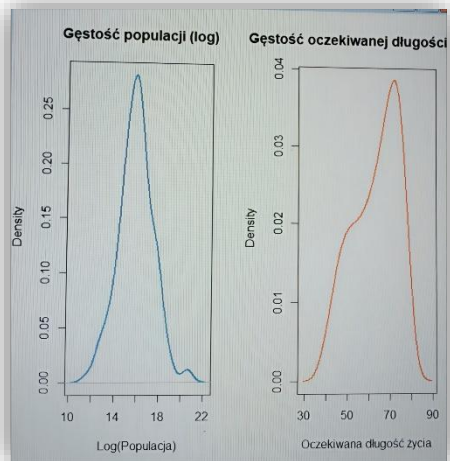 Gęstość populacji (log)
Density
0.00 0.05 0.10 0.15 0.20 0.25
10 14 18 22
Log(Populacja)
Gęstość oczekiwanej długości
Density
0.00 0.01 0.02 0.03 0.04
30 50 70 90
Oczekiwana długość życia